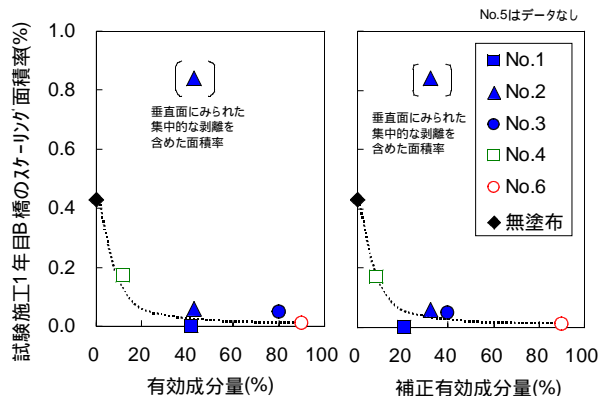 No.5はデータなし
試験施工1年目B橋のスケーリング面積率(%)
1.0
0.8
0.6
0.4
0.2
0.0
垂直面にみられた
集中的な剥離を
含めた面積率
0 20 40 60 80 100
有効成分量(%)
垂直面にみられた
集中的な剥離を
含めた面積率
0 20 40 60 80 100
補正有効成分量(%)
No.1
No.2
No.3
No.4
No.6
無塗布